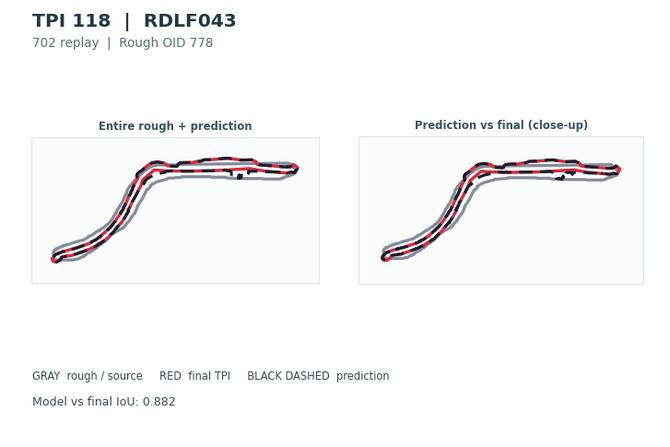 TPI 118 | RDLF043
702 replay | Rough OID 778
Entire rough + prediction
Prediction vs final (close-up)
GRAY rough / source RED final TPI BLACK DASHED prediction
Model vs final IoU: 0.882